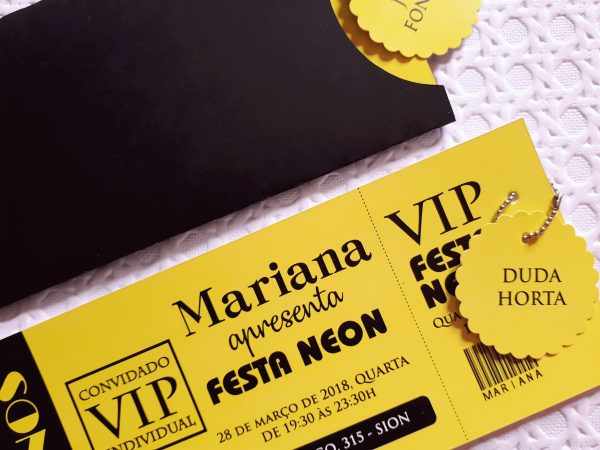 Mariana
apresenta
FESTA NEON
CONVIDADO
VIP
INDIVIDUAL
28 DE MARÇO DE 2018, QUARTA
DE 19:30 ÀS 23:30H
315 - SION
VIP
MARIANA
DUDA
HORTA